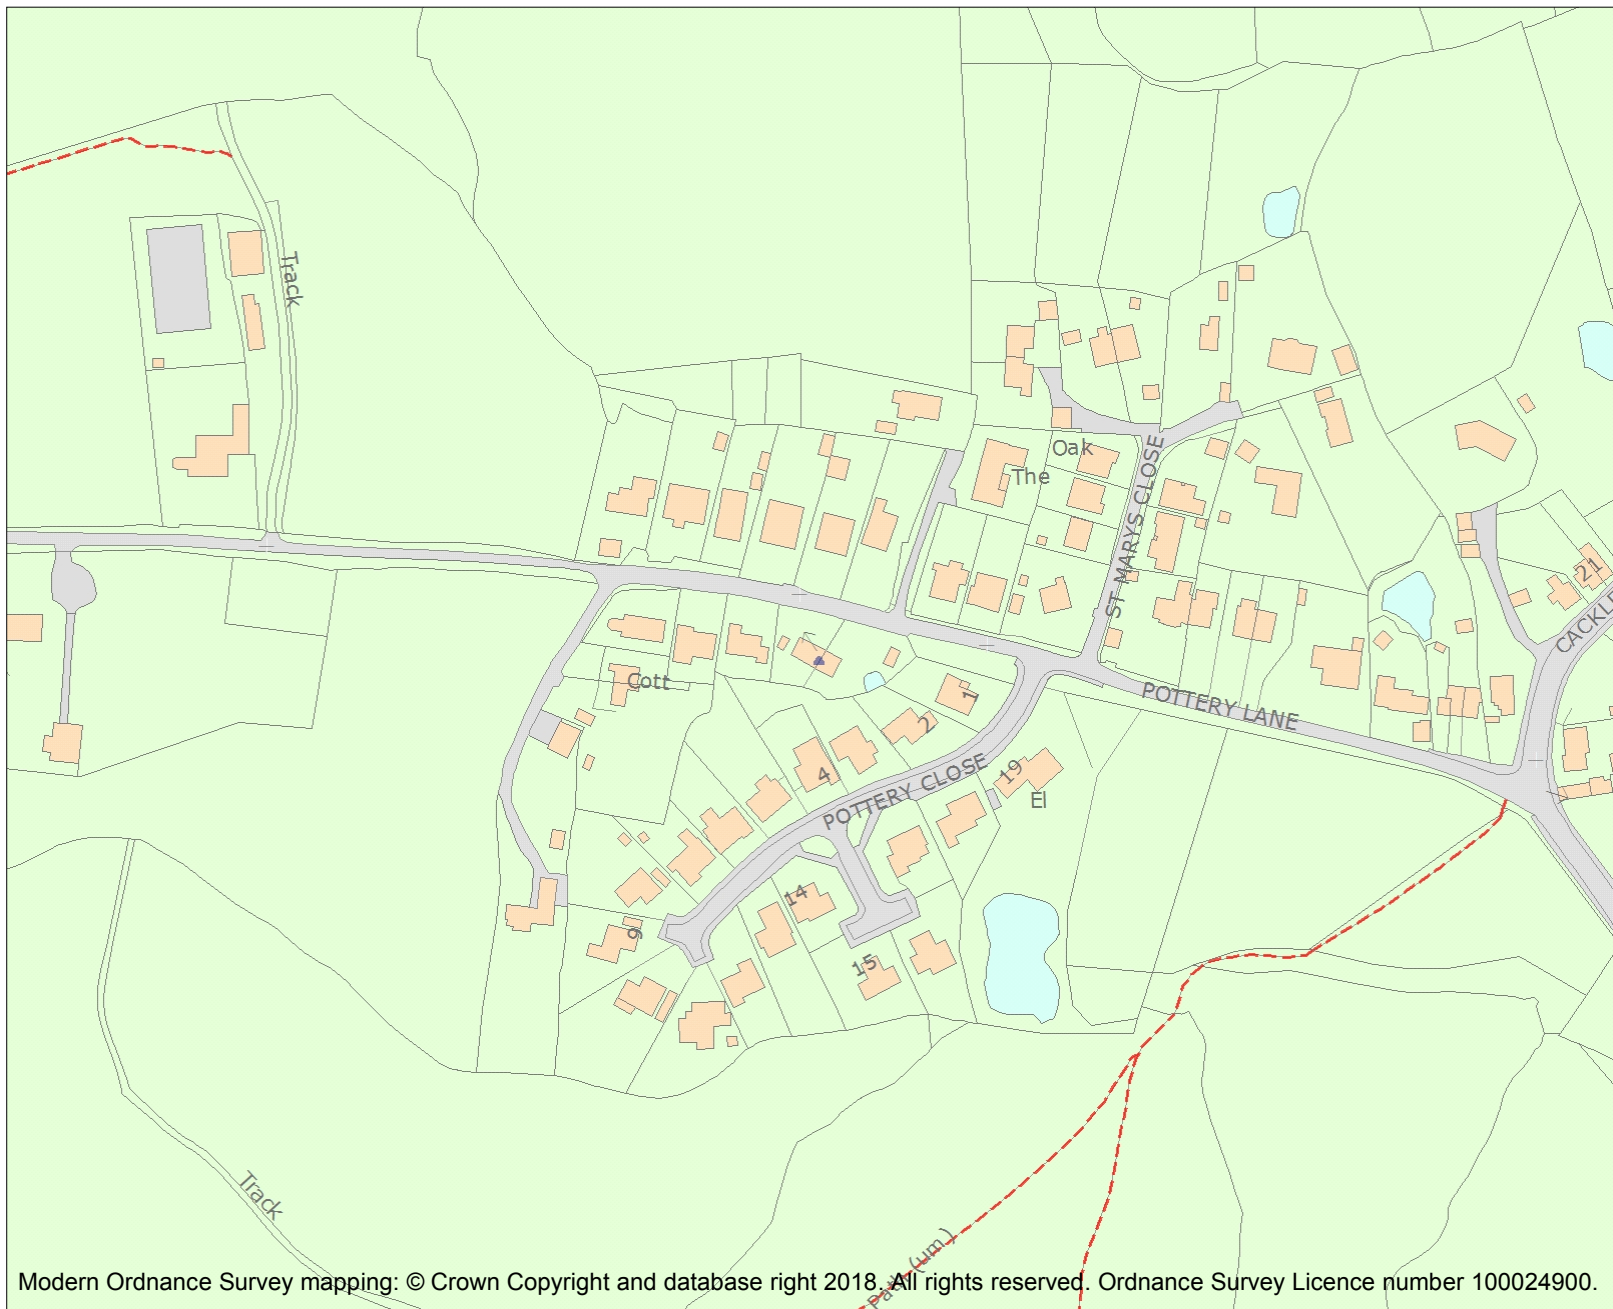 Track
Oak
The
ST MARYS CLOSE
21
CACKLE
Cott
1
POTTERY LANE
2
4
19
POTTERY CLOSE
El
14
9
15
Track
Path (um)
Modern Ordnance Survey mapping: © Crown Copyright and database right 2018. All rights reserved. Ordnance Survey Licence number 100024900.